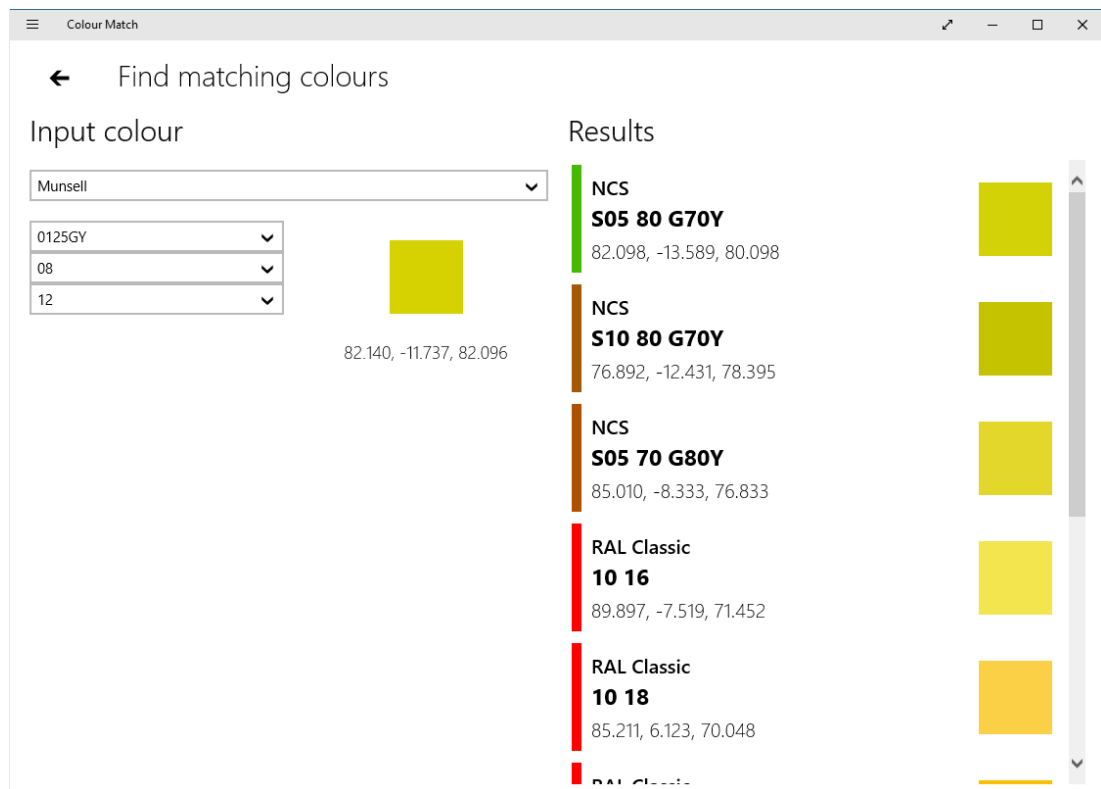 Colour Match
Find matching colours
Input colour
Munsell
0125GY
08
12
82.140, -11.737, 82.096
Results
NCS
S05 80 G70Y
82.098, -13.589, 80.098
NCS
S10 80 G70Y
76.892, -12.431, 78.395
NCS
S05 70 G80Y
85.010, -8.333, 76.833
RAL Classic
10 16
89.897, -7.519, 71.452
RAL Classic
10 18
85.211, 6.123, 70.048
RAL Classic